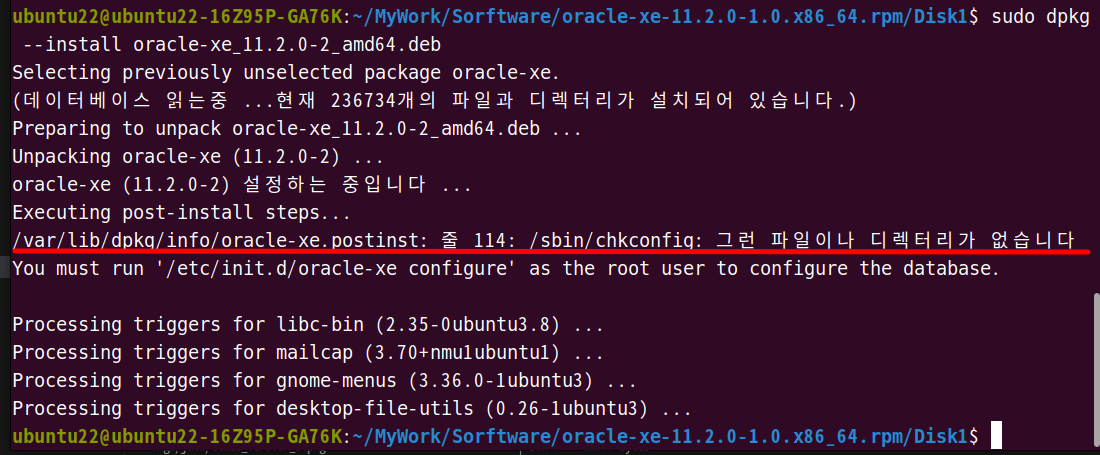 ubuntu22@ubuntu22-16Z95P-GA76K:~/MyWork/Sorftware/oracle-xe-11.2.0-1.0.x86_64.rpm/Disk1$ sudo dpkg
--install oracle-xe_11.2.0-2_amd64.deb
Selecting previously unselected package oracle-xe.
(데이터베이스 읽는중 ...현재 236734개의 파일과 디렉터리가 설치되어 있습니다.)
Preparing to unpack oracle-xe_11.2.0-2_amd64.deb ...
Unpacking oracle-xe (11.2.0-2) ...
oracle-xe (11.2.0-2) 설정하는 중입니다 ...
Executing post-install steps...
/var/lib/dpkg/info/oracle-xe.postinst: 줄 114: /sbin/chkconfig: 그런 파일이나 디렉터리가 없습니다
You must run '/etc/init.d/oracle-xe configure' as the root user to configure the database.
Processing triggers for libc-bin (2.35-0ubuntu3.8) ...
Processing triggers for mailcap (3.70+nmu1ubuntu1) ...
Processing triggers for gnome-menus (3.36.0-1ubuntu3) ...
Processing triggers for desktop-file-utils (0.26-1ubuntu3) ...
ubuntu22@ubuntu22-16Z95P-GA76K:~/MyWork/Sorftware/oracle-xe-11.2.0-1.0.x86_64.rpm/Disk1$